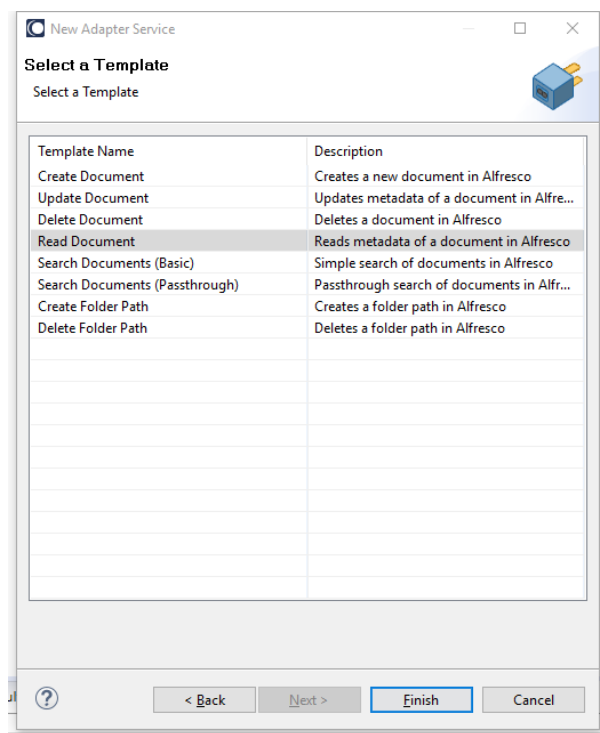 New Adapter Service
Select a Template
Select a Template
Template Name Description
Create Document Creates a new document in Alfresco
Update Document Updates metadata of a document in Alfre...
Delete Document Deletes a document in Alfresco
Read Document Reads metadata of a document in Alfresco
Search Documents (Basic) Simple search of documents in Alfresco
Search Documents (Passthrough) Passthrough search of documents in Alfr...
Create Folder Path Creates a folder path in Alfresco
Delete Folder Path Deletes a folder path in Alfresco
? < Back Next > Finish Cancel